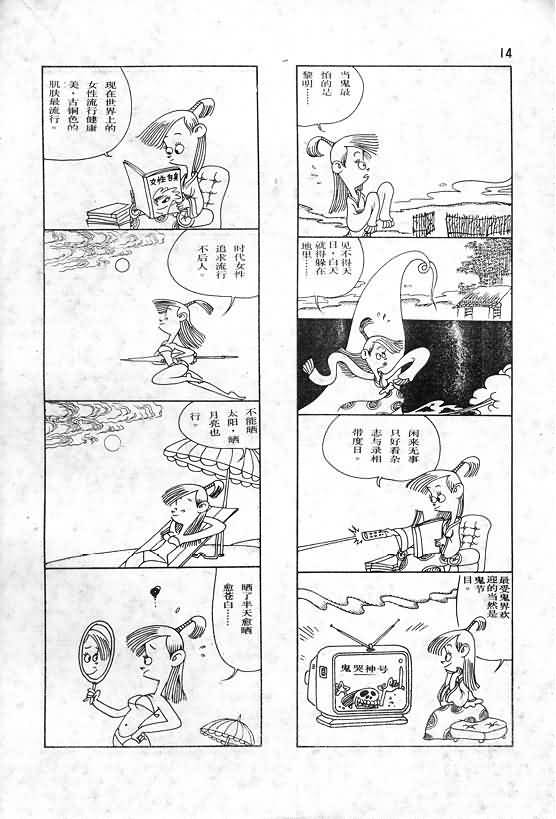 14
当鬼最
怕的是
黎明……
见不得天
日，白天
就得躲在
地里……
闲来无事
只好看杂
志与录相
带度日。
最受鬼界欢
迎的当然是
鬼节
目。
鬼哭神号
现在世界上的
女性流行健康
美，古铜色的
肌肤最流行。
女性自身
时代女性
追求流行
不后人。
不能晒
太阳，晒
月亮也
行。
晒了半天愈晒
愈苍白……